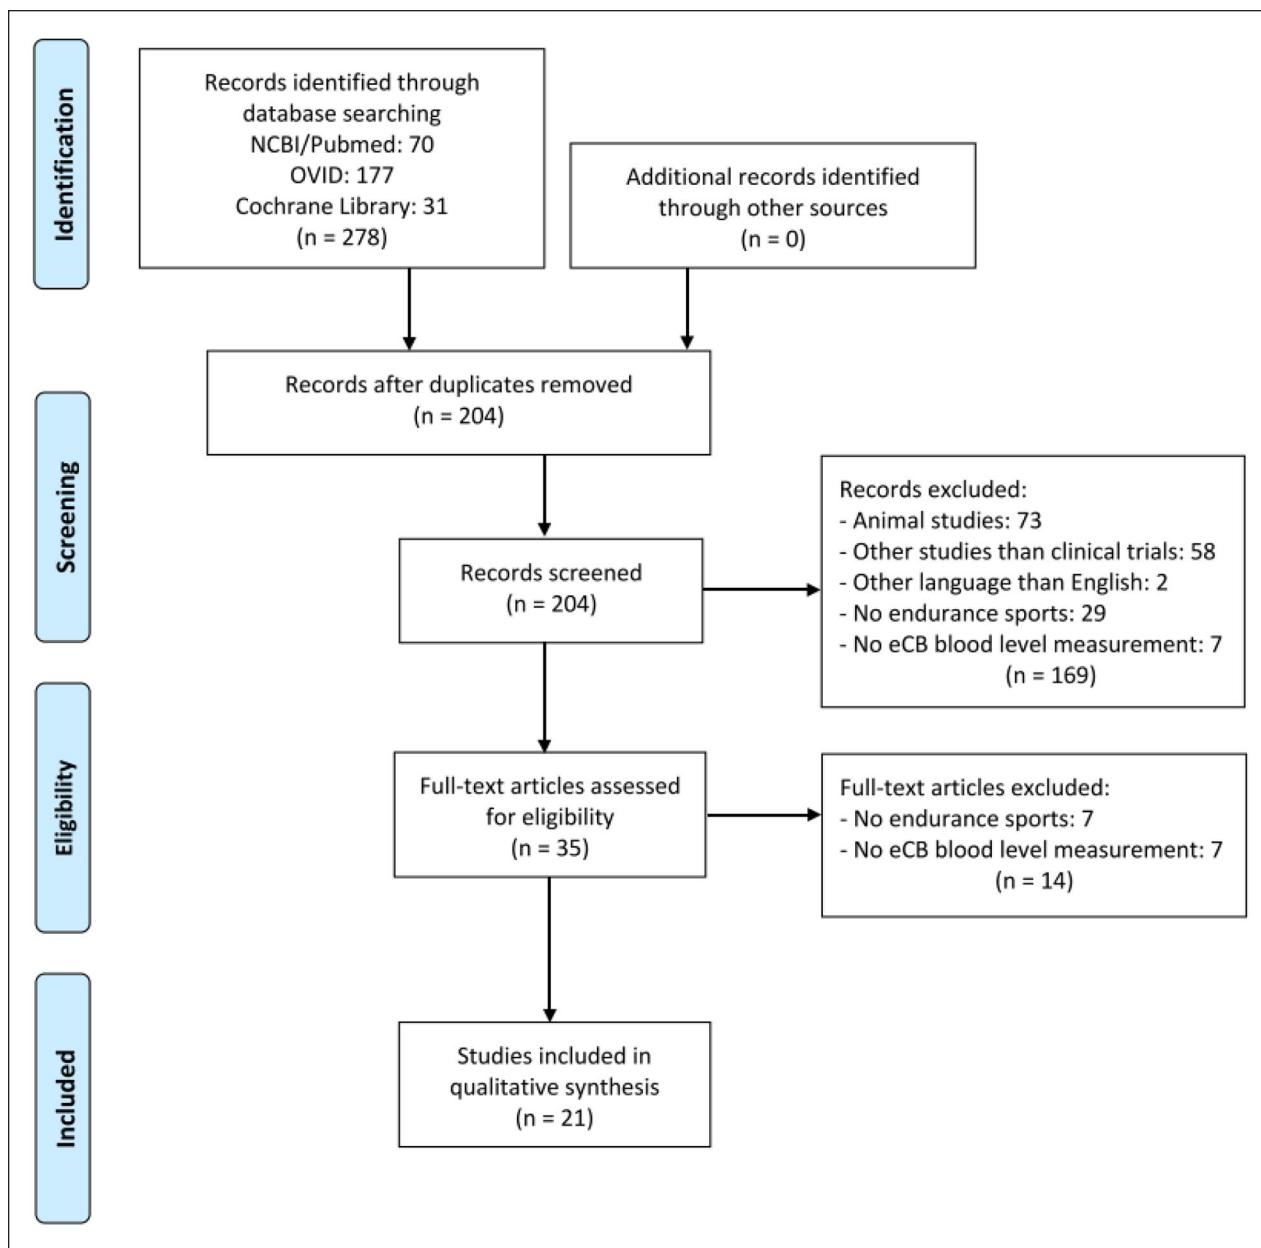 Identification
Records identified through
database searching
NCBI/Pubmed: 70
OVID: 177
Cochrane Library: 31
(n = 278)
Additional records identified
through other sources
(n = 0)
Records after duplicates removed
(n = 204)
Screening
Records screened
(n = 204)
Records excluded:
- Animal studies: 73
- Other studies than clinical trials: 58
- Other language than English: 2
- No endurance sports: 29
- No eCB blood level measurement: 7
(n = 169)
Eligibility
Full-text articles assessed
for eligibility
(n = 35)
Full-text articles excluded:
- No endurance sports: 7
- No eCB blood level measurement: 7
(n = 14)
Included
Studies included in
qualitative synthesis
(n = 21)